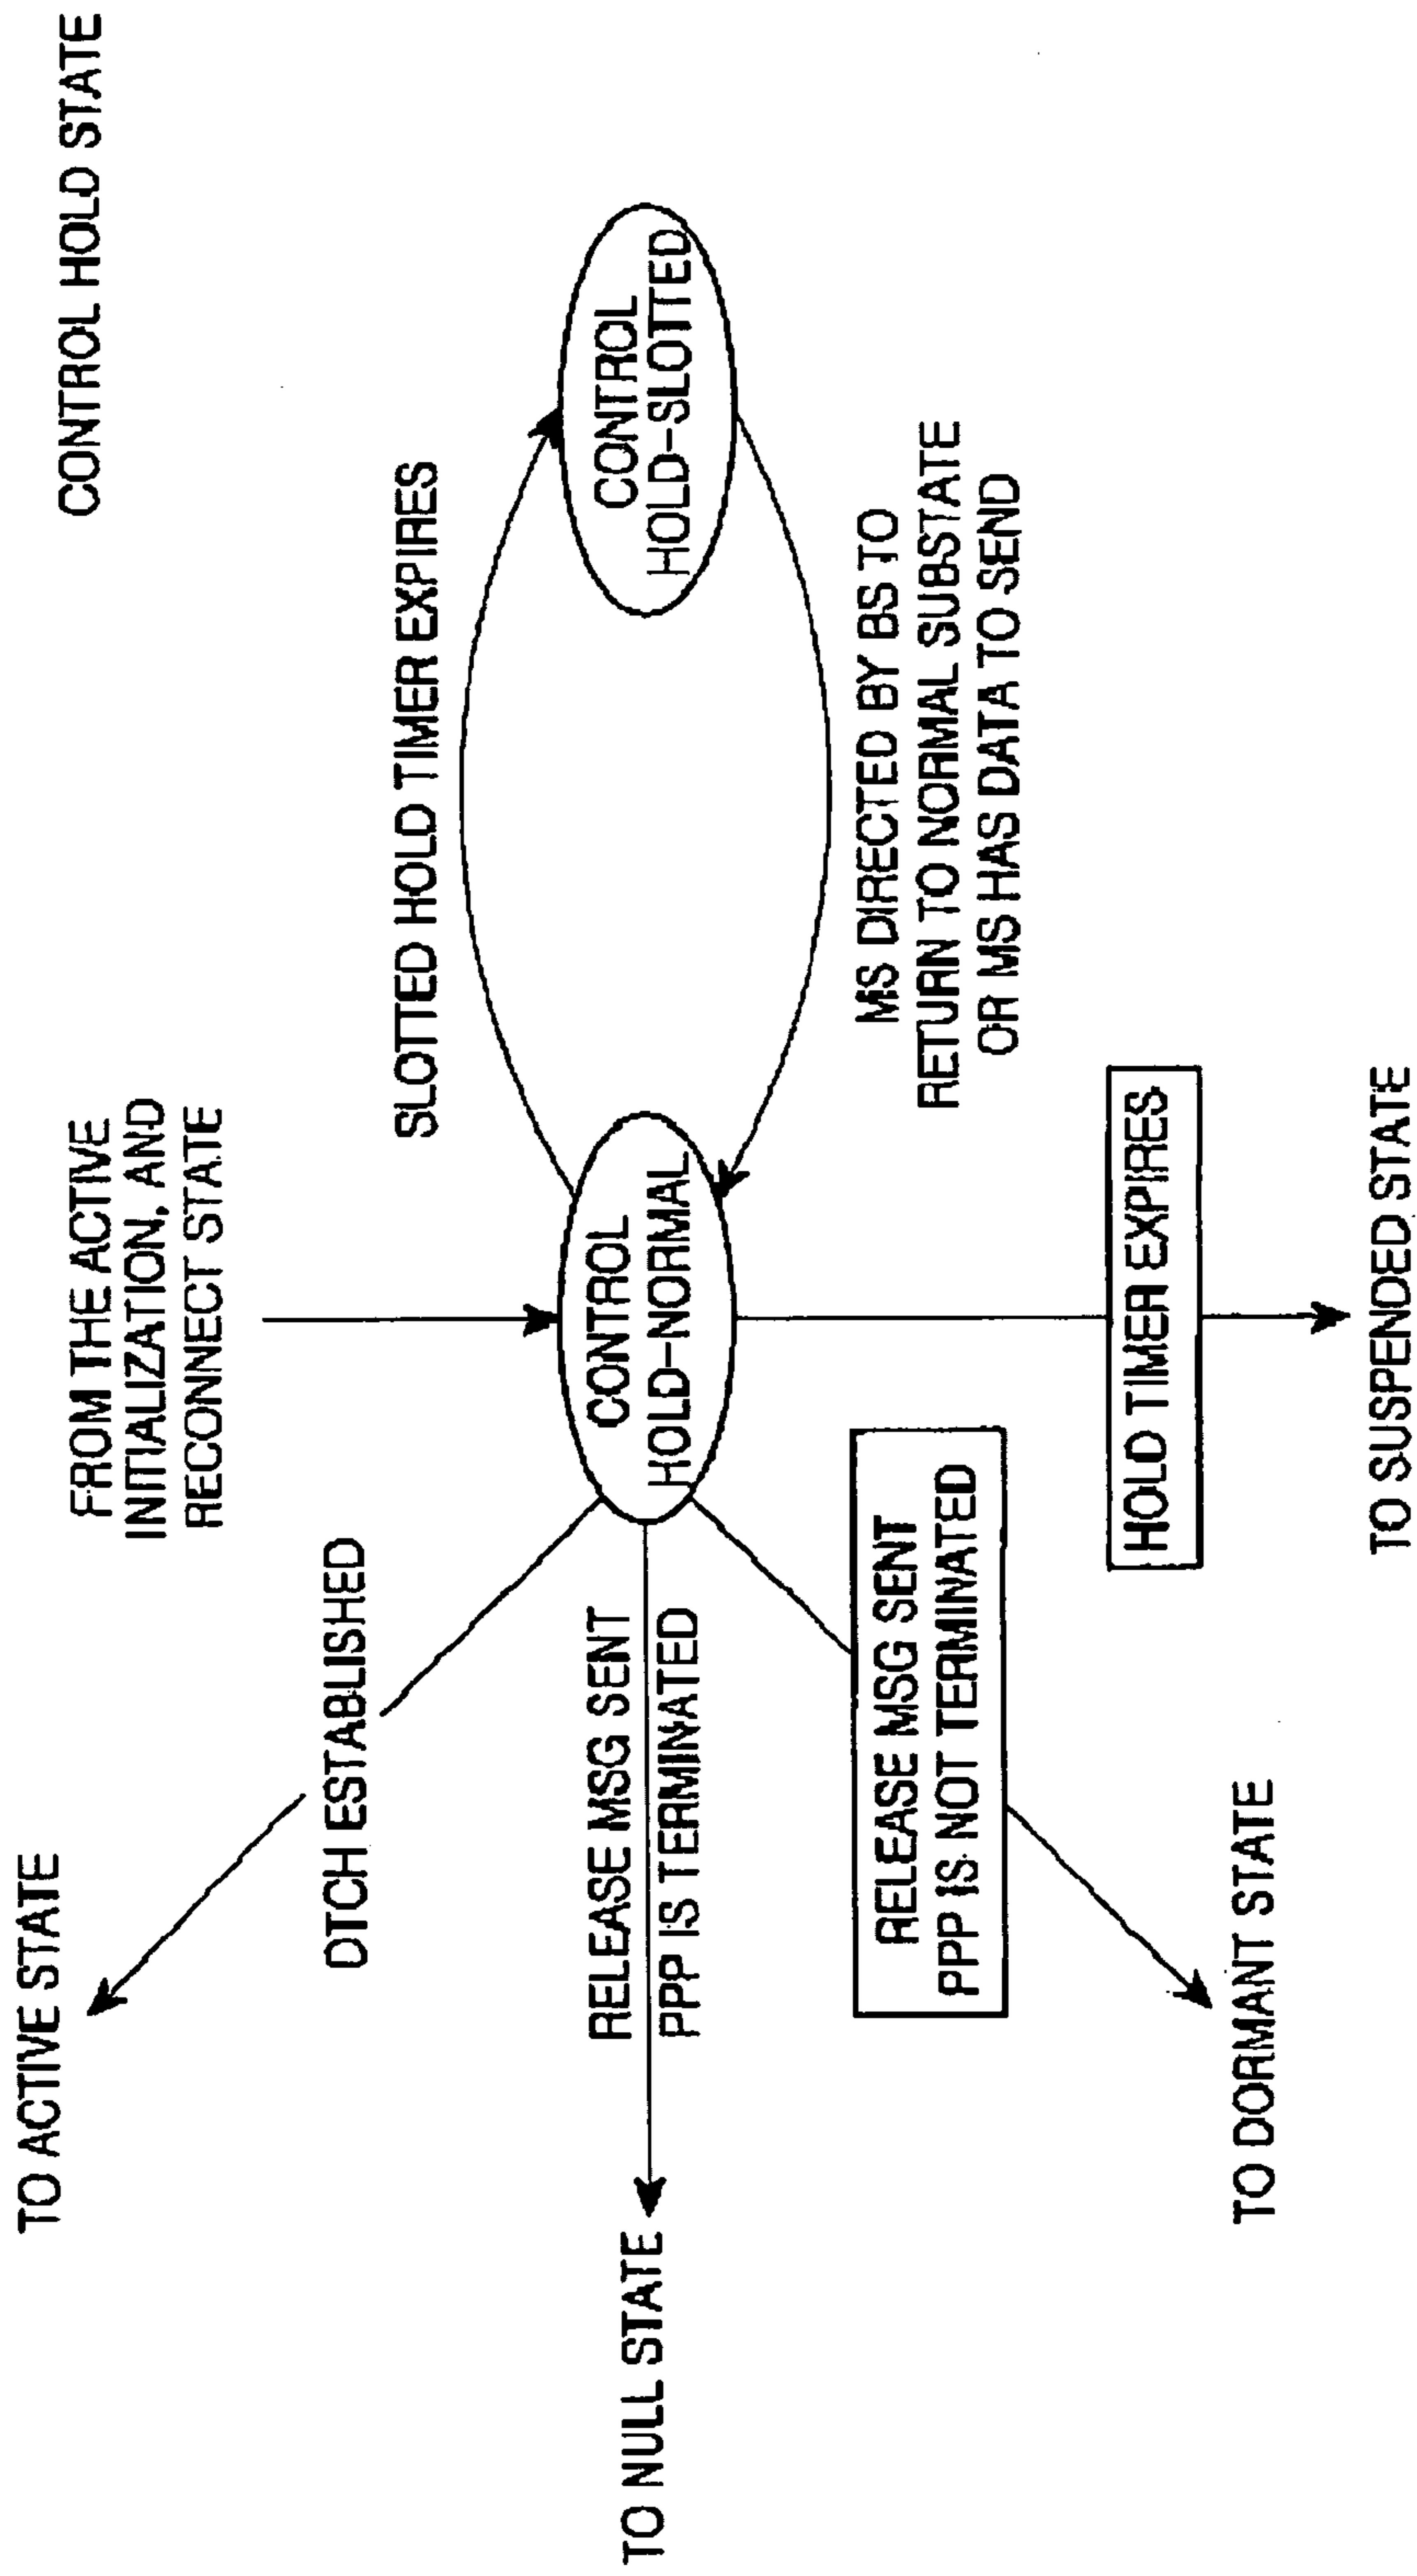 CONTROL HOLD STATE
FROM THE ACTIVE
INITIALIZATION, AND
RECONNECT STATE
TO ACTIVE STATE
DTCH ESTABLISHED
SLOTTED HOLD TIMER EXPIRES
CONTROL
HOLD-NORMAL
CONTROL
HOLD-SLOTTED
TO NULL STATE
RELEASE MSG SENT
PPP IS TERMINATED
MS DIRECTED BY BS TO
RETURN TO NORMAL SUBSTATE
OR MS HAS DATA TO SEND
RELEASE MSG SENT
PPP IS NOT TERMINATED
HOLD TIMER EXPIRES
TO DORMANT STATE
TO SUSPENDED STATE